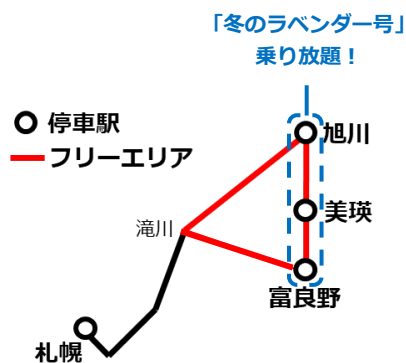 「冬のラベンダー号」
乗り放題！
停車駅
フリーエリア
旭川
美瑛
滝川
富良野
札幌